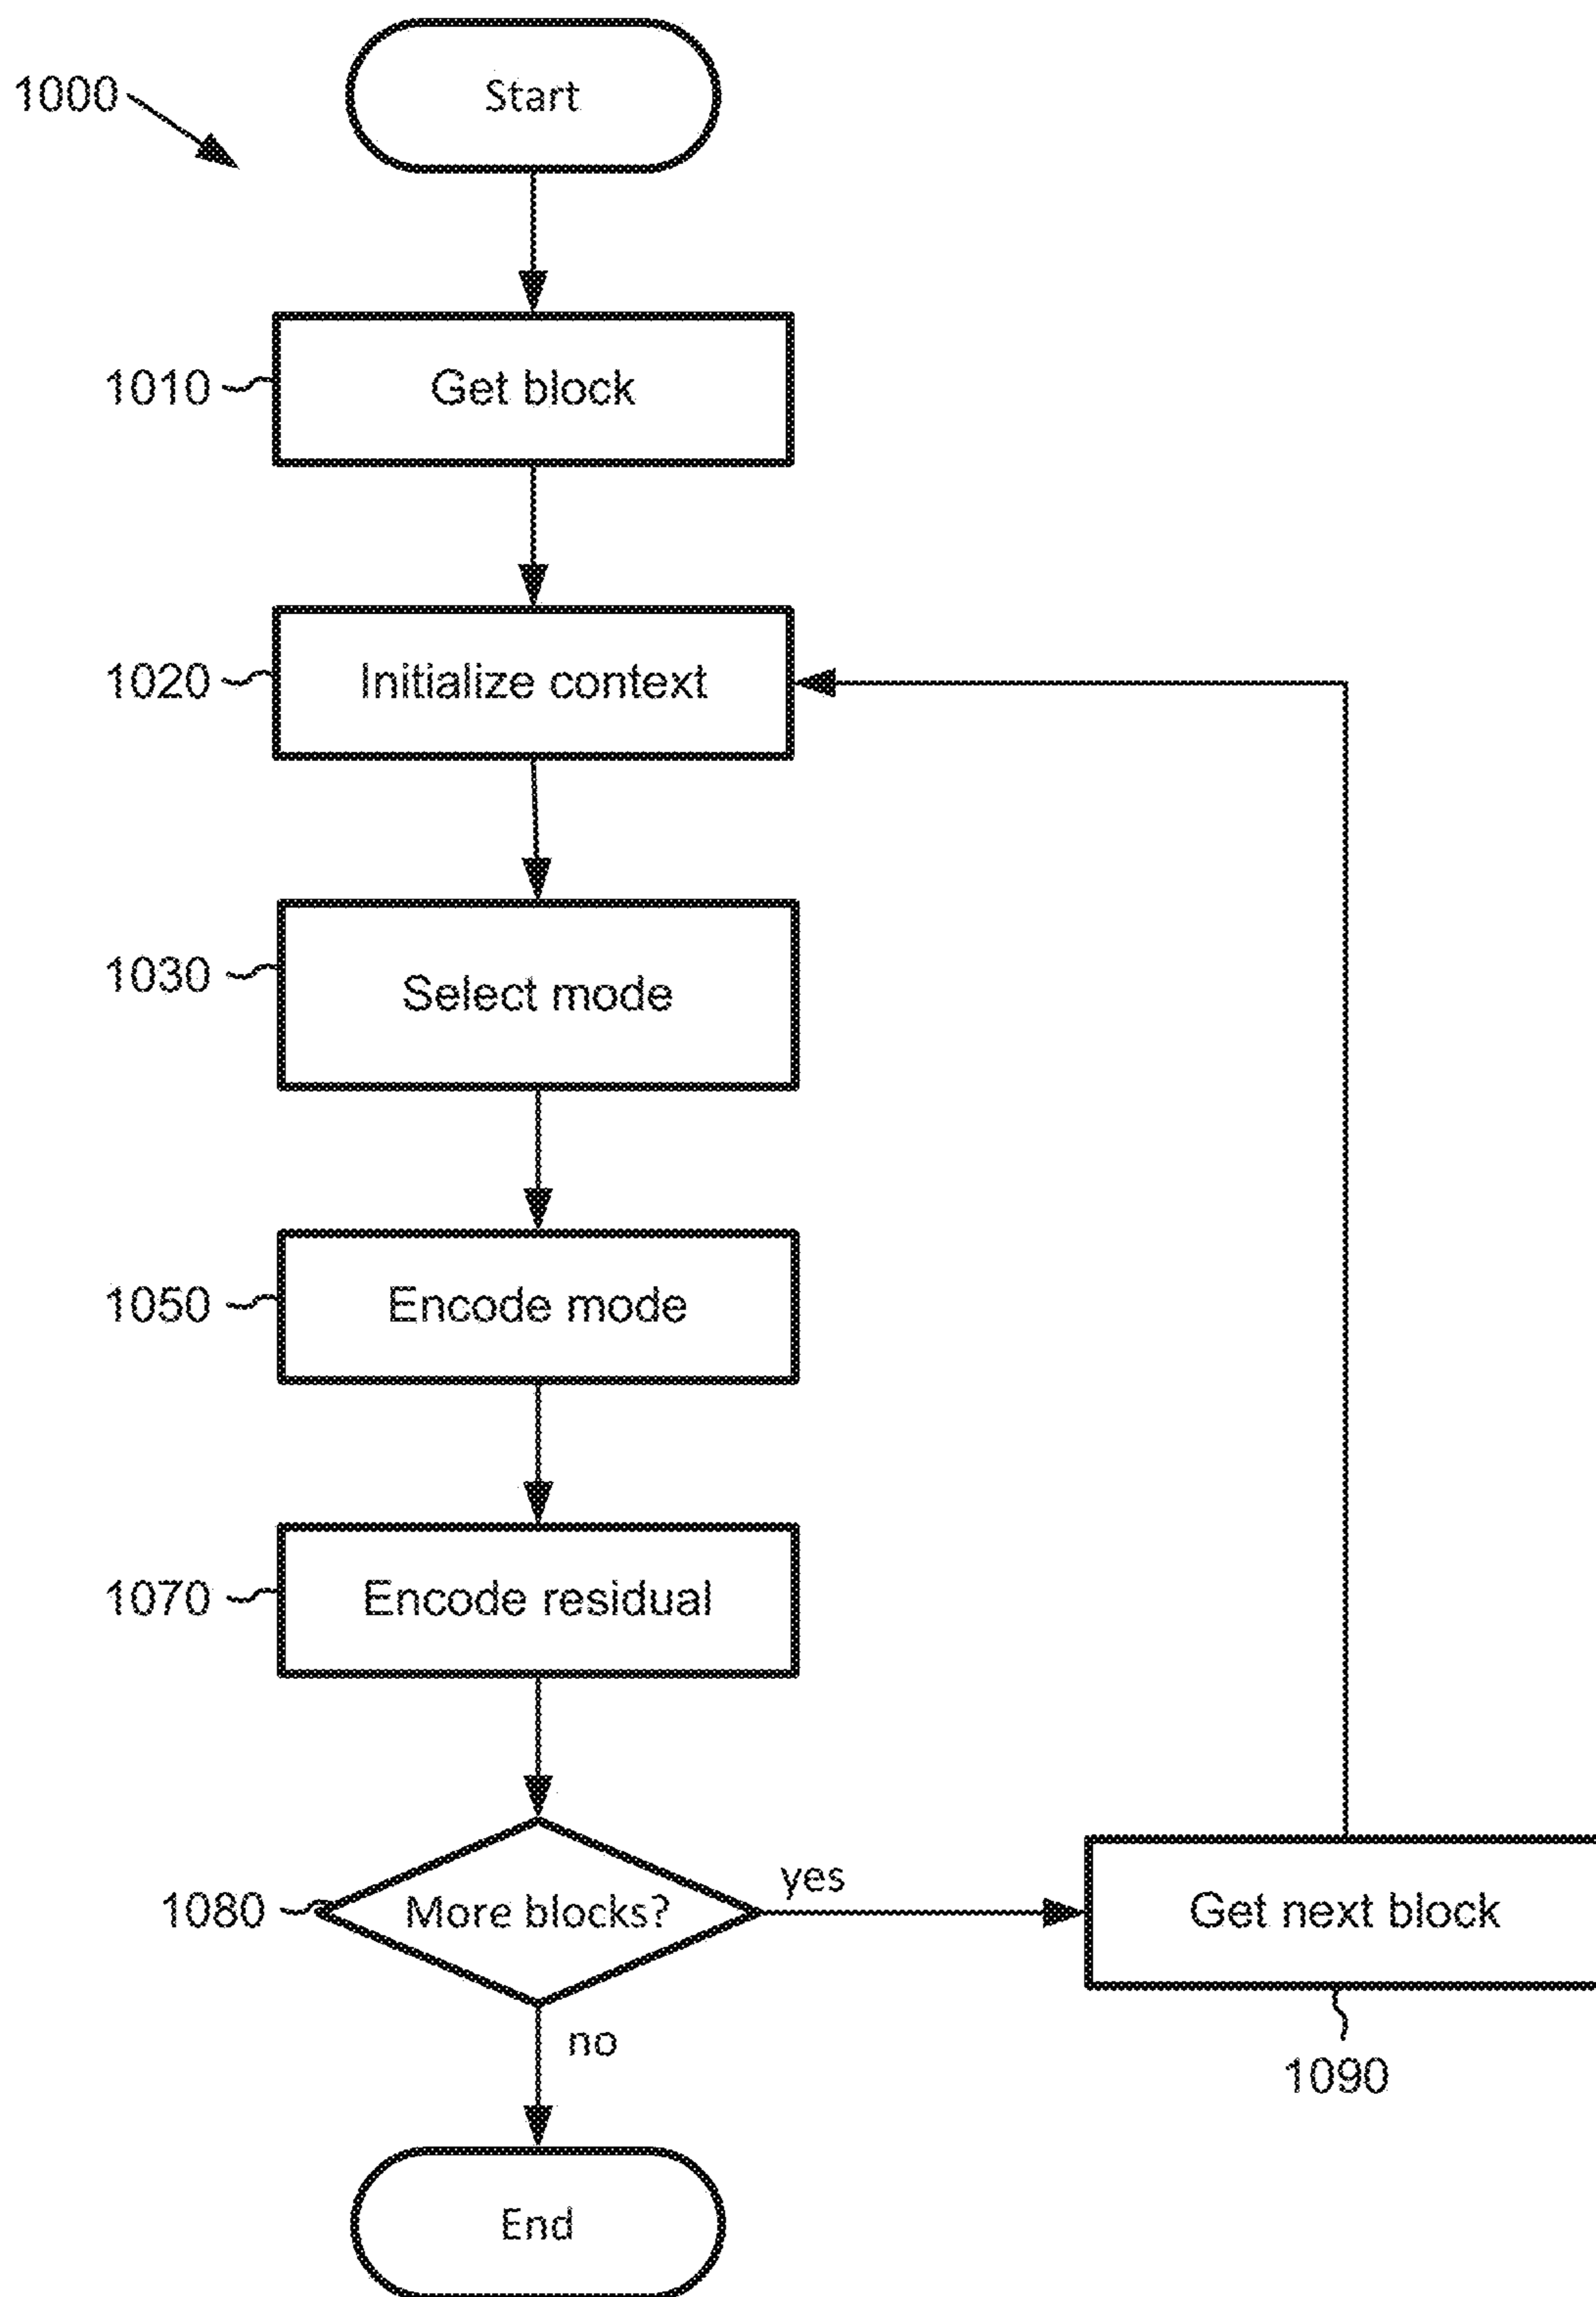 1000
Start
1010
Get block
1020
Initialize context
1030
Select mode
1050
Encode mode
1070
Encode residual
1080
More blocks?
yes
Get next block
1090
no
End